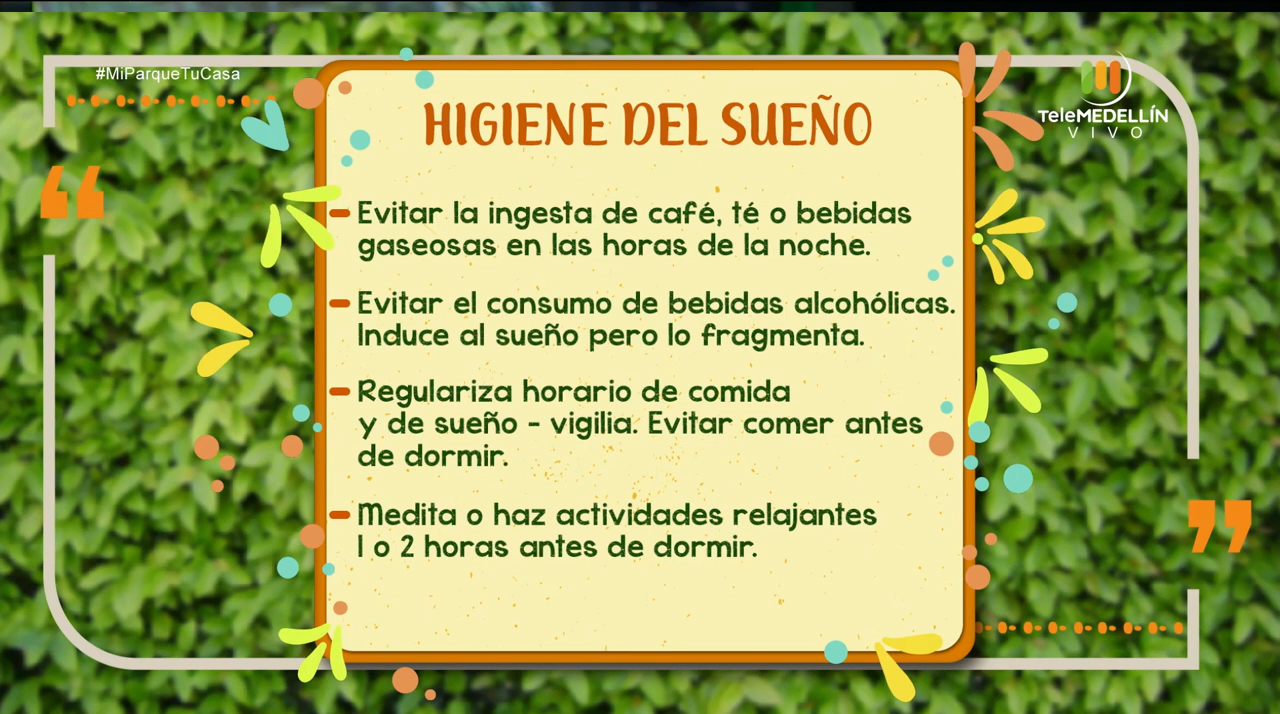 #MiParqueTuCasa
TeleMEDELLÍN
VIVO
HIGIENE DEL SUEÑO
- Evitar la ingesta de café, té o bebidas
gaseosas en las horas de la noche.
- Evitar el consumo de bebidas alcohólicas.
Induce al sueño pero lo fragmenta.
- Regulariza horario de comida
y de sueño - vigilia. Evitar comer antes
de dormir.
- Medita o haz actividades relajantes
1 o 2 horas antes de dormir.